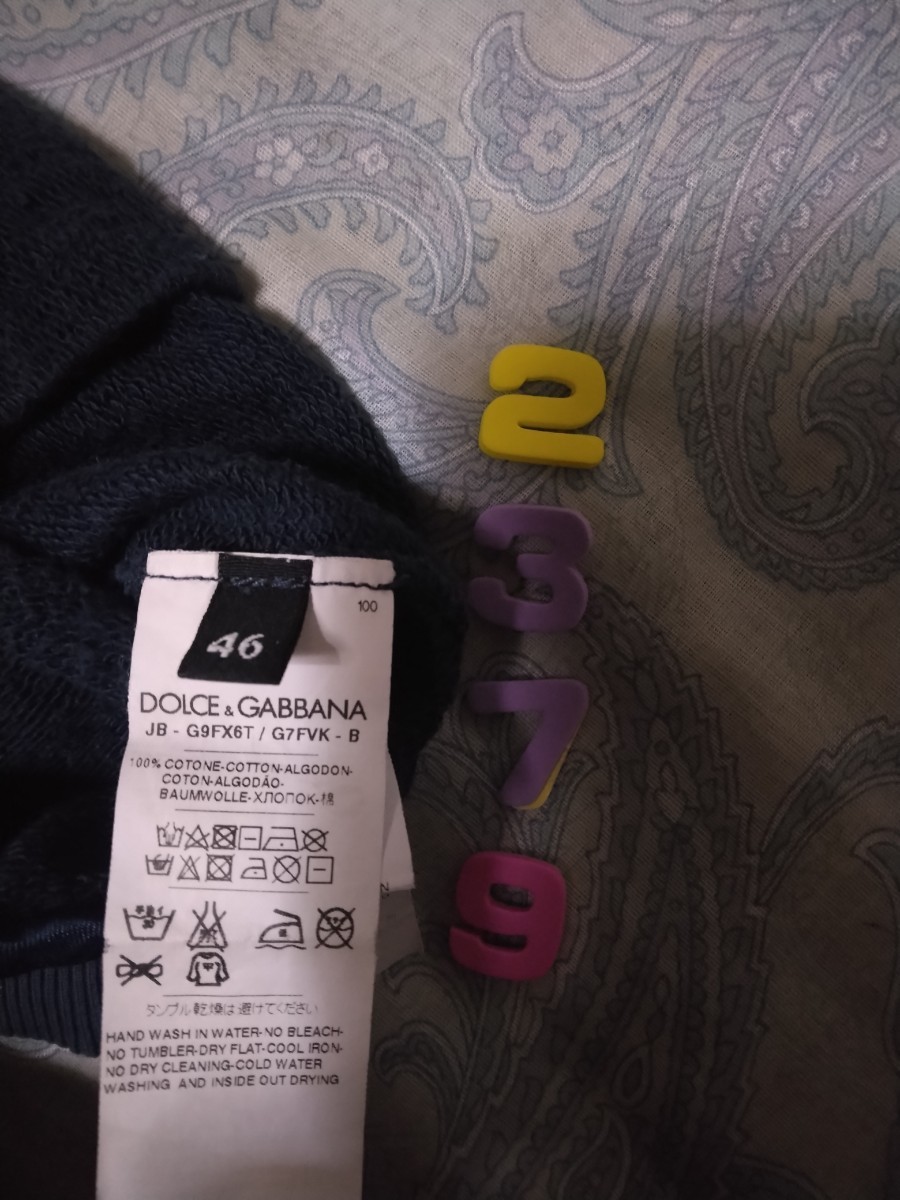 2
3
7
9
100
46
DOLCE & GABBANA
JB - G9FX6T / G7FVK - B
100% COTONE-COTTON-ALGODON-
COTON-ALGODÃO-
BAUMWOLLE-ХЛОПОК-棉
タンブル乾燥は避けてください
HAND WASH IN WATER-NO BLEACH-
NO TUMBLER-DRY FLAT-COOL IRON-
NO DRY CLEANING-COLD WATER
WASHING AND INSIDE OUT DRYING